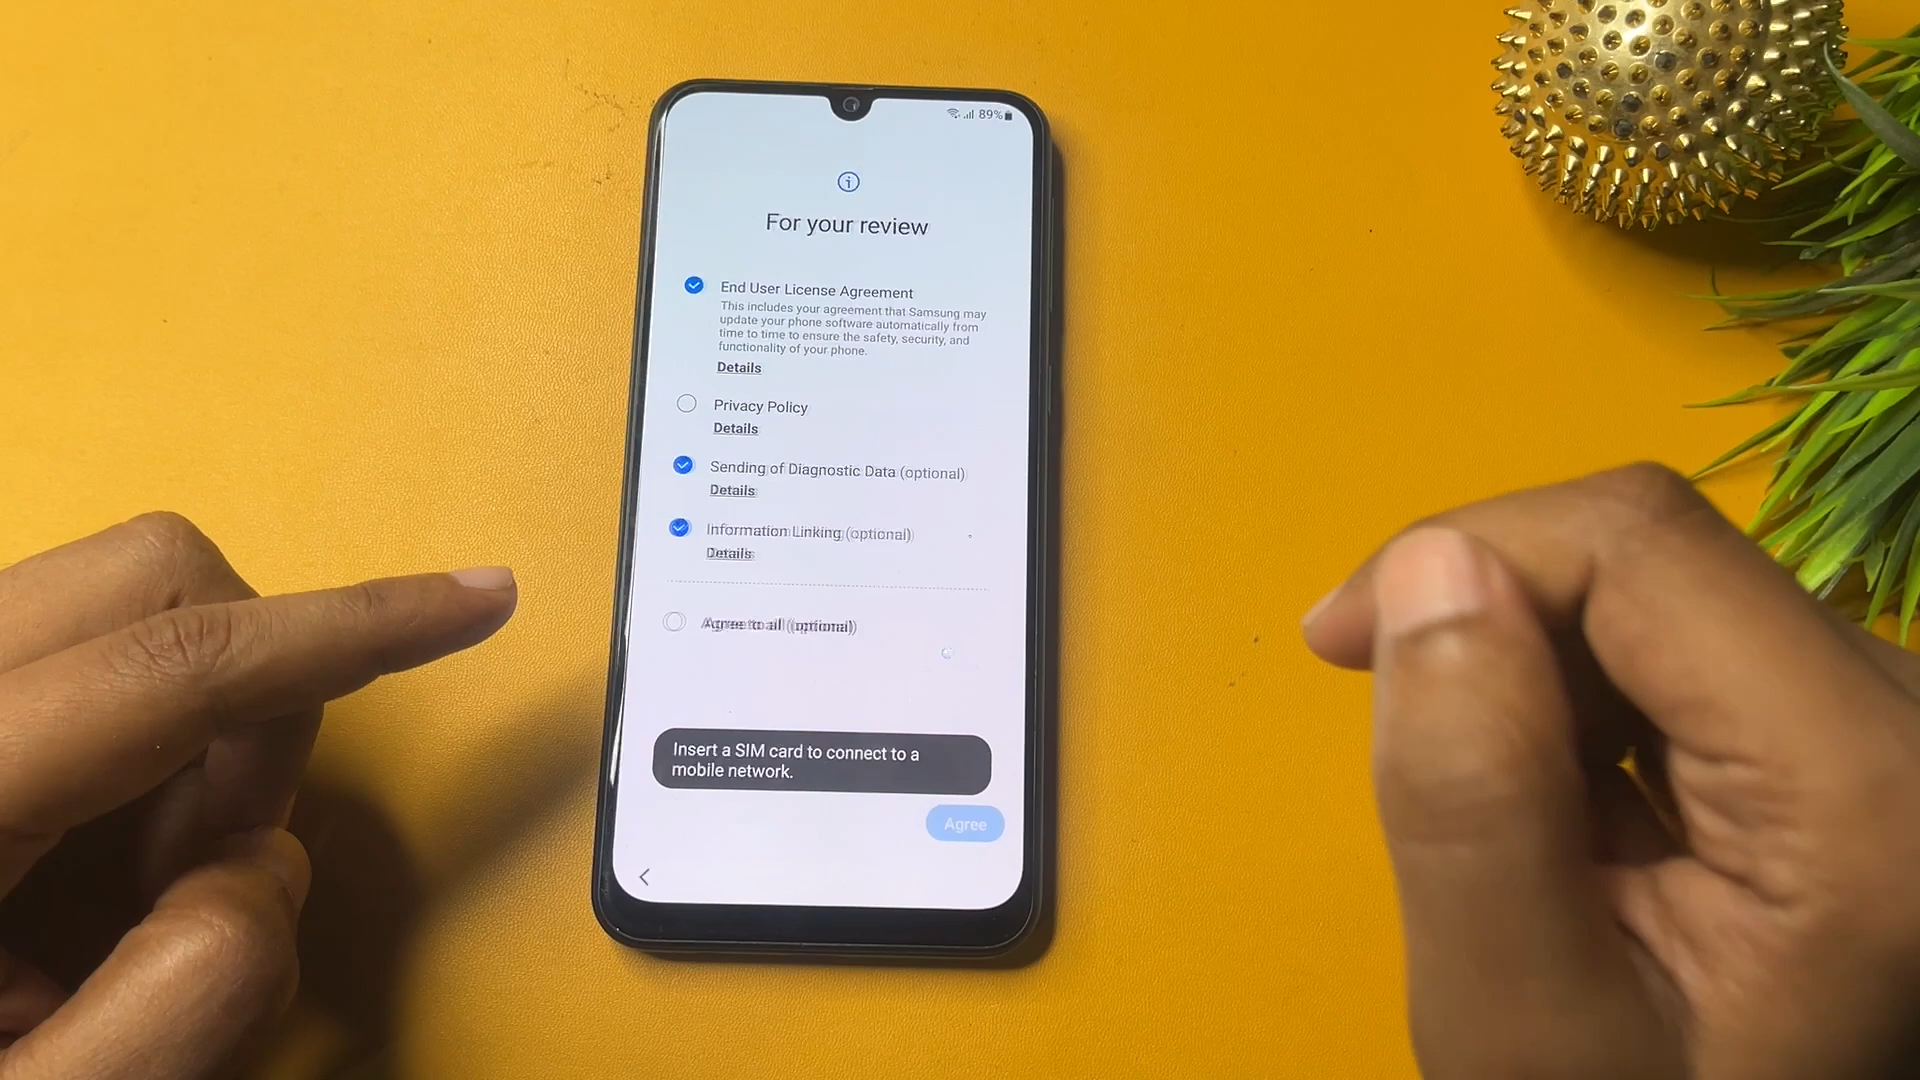 89%
For your review
End User License Agreement
This includes your agreement that Samsung may
update your phone software automatically from
time to time to ensure the safety, security, and
functionality of your phone.
Details
Privacy Policy
Details
Sending of Diagnostic Data (optional)
Details
Information Linking (optional)
Details
Agree to all (optional)
Insert a SIM card to connect to a
mobile network.
Agree